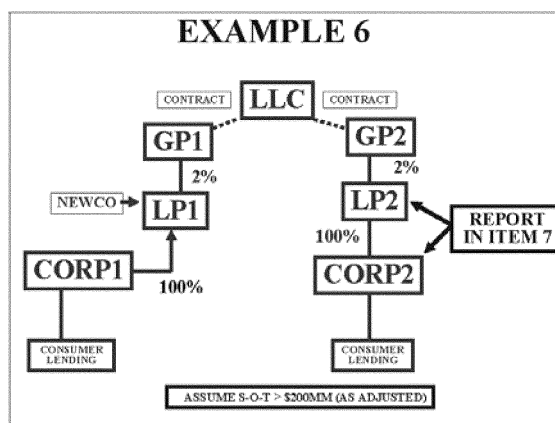 EXAMPLE 6
CONTRACT
LLC
CONTRACT
GP1
GP2
2%
2%
NEWCO
LP1
LP2
REPORT
IN ITEM 7
100%
CORP1
100%
CORP2
CONSUMER
LENDING
CONSUMER
LENDING
ASSUME S-O-T > $200MM (AS ADJUSTED)